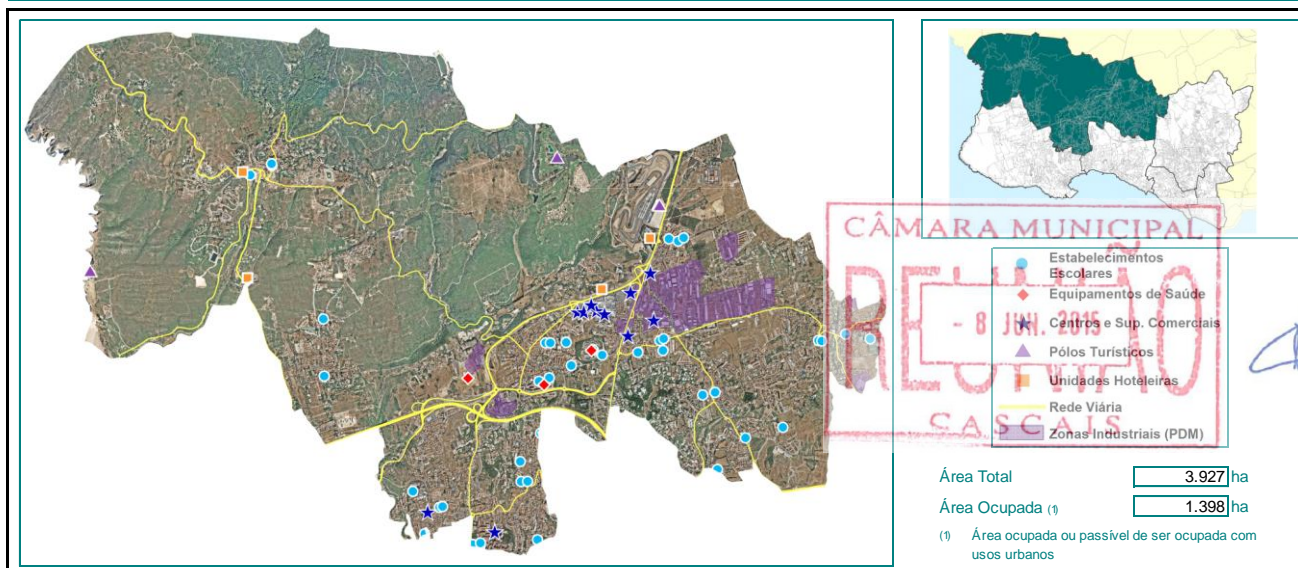 CÂMARA MUNICIPAL
REUNIÃO
- 8 JUN. 2015
CASCAIS
Estabelecimentos
Escolares
Equipamentos de Saúde
Centros e Sup. Comerciais
Pólos Turísticos
Unidades Hoteleiras
Rede Viária
Zonas Industriais (PDM)
Área Total 3.927 ha
Área Ocupada (1) 1.398 ha
(1) Área ocupada ou passível de ser ocupada com
usos urbanos